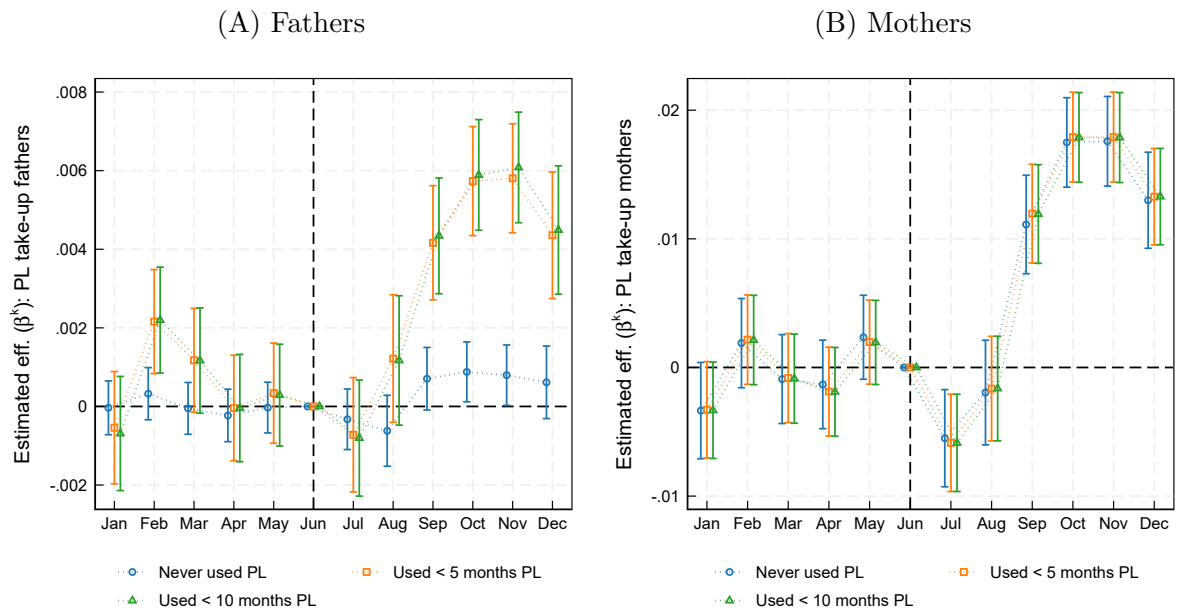 (A) Fathers
Estimated eff. (βᵏ): PL take-up fathers
.008
.006
.004
.002
0
-.002
Jan Feb Mar Apr May Jun Jul Aug Sep Oct Nov Dec
Never used PL Used < 5 months PL
Used < 10 months PL
(B) Mothers
Estimated eff. (βᵏ): PL take-up mothers
.02
.01
0
-.01
Jan Feb Mar Apr May Jun Jul Aug Sep Oct Nov Dec
Never used PL Used < 5 months PL
Used < 10 months PL